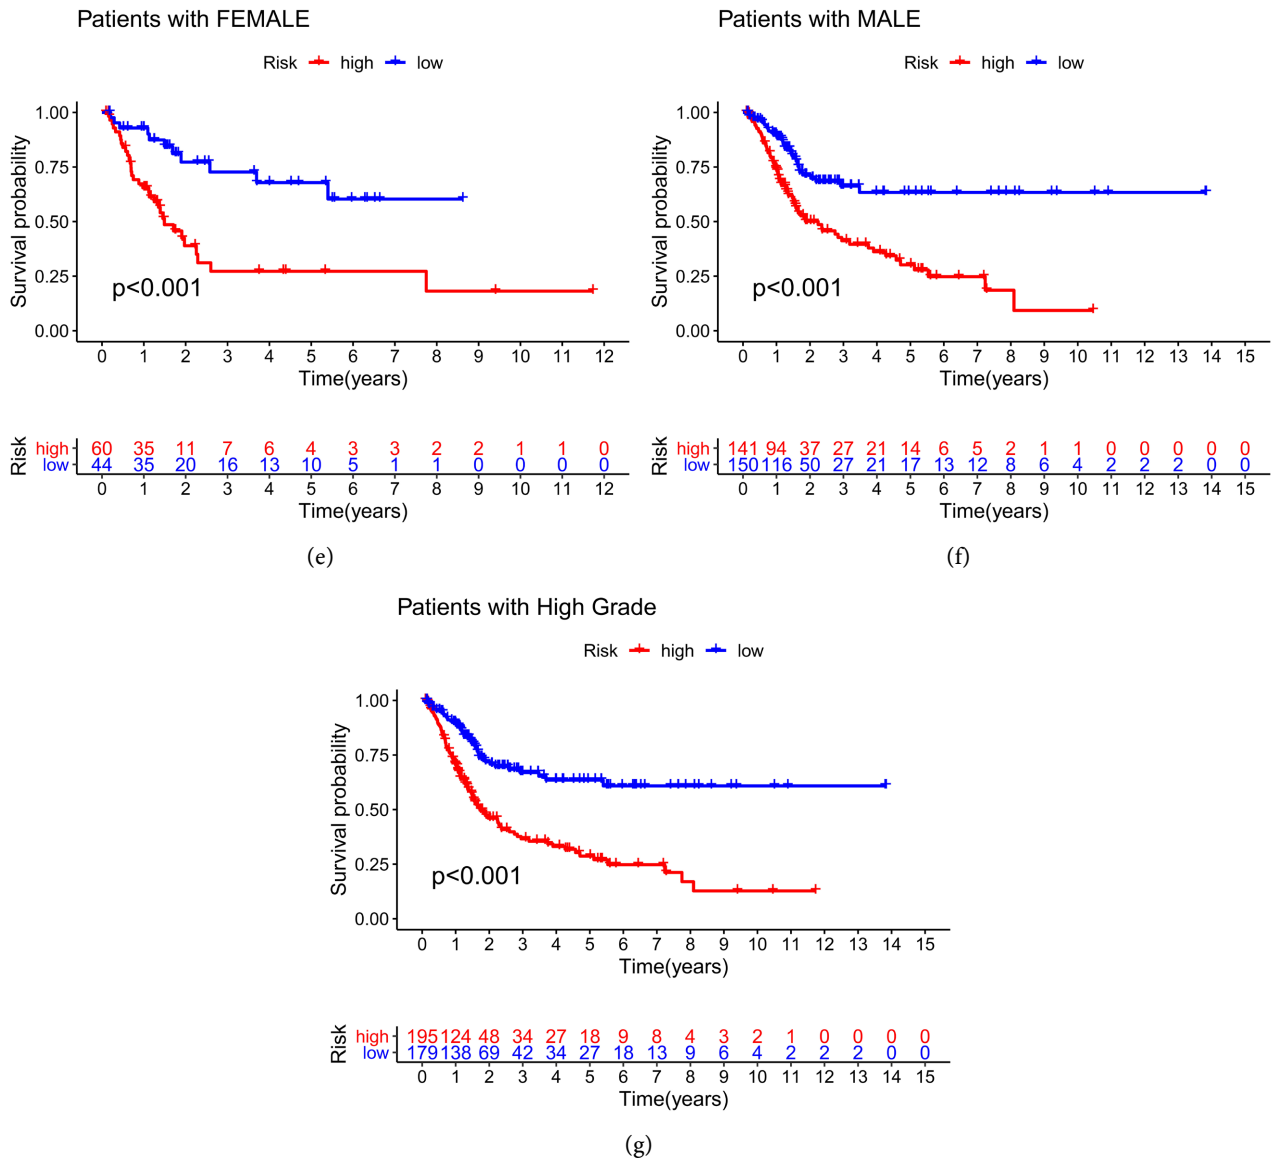 Patients with FEMALE
Risk high low
1.00
0.75
0.50
0.25
0.00
Survival probability
p<0.001
0 1 2 3 4 5 6 7 8 9 10 11 12
Time(years)
Risk
high 60 35 11 7 6 4 3 3 2 2 1 1 0
low 44 35 20 16 13 10 5 1 1 0 0 0 0
0 1 2 3 4 5 6 7 8 9 10 11 12
Time(years)
(e)
Patients with MALE
Risk high low
1.00
0.75
0.50
0.25
0.00
Survival probability
p<0.001
0 1 2 3 4 5 6 7 8 9 10 11 12 13 14 15
Time(years)
Risk
high 141 94 37 27 21 14 6 5 2 1 1 0 0 0 0 0
low 150 116 50 27 21 17 13 12 8 6 4 2 2 2 0 0
0 1 2 3 4 5 6 7 8 9 10 11 12 13 14 15
Time(years)
(f)
Patients with High Grade
Risk high low
1.00
0.75
0.50
0.25
0.00
Survival probability
p<0.001
0 1 2 3 4 5 6 7 8 9 10 11 12 13 14 15
Time(years)
Risk
high 195 124 48 34 27 18 9 8 4 3 2 1 0 0 0 0
low 179 138 69 42 34 27 18 13 9 6 4 2 2 2 0 0
0 1 2 3 4 5 6 7 8 9 10 11 12 13 14 15
Time(years)
(g)